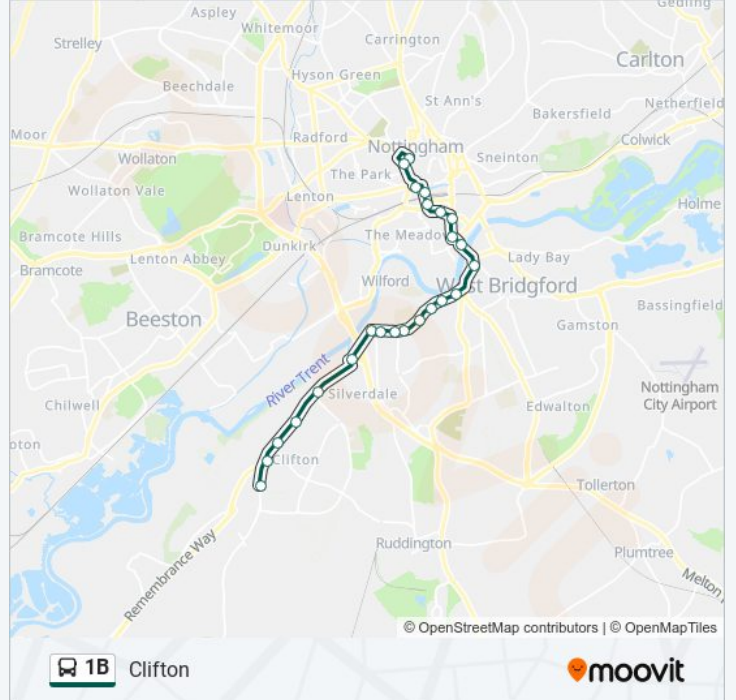 Aspley
Gedling
Whitemoor
Strelley
Carrington
Carlton
Hyson Green
Beechdale
St Ann's
Netherfield
Bakersfield
Moor
Radford
Colwick
Nottingham
Wollaton
Sneinton
The Park
Wollaton Vale
Lenton
Holme
Bramcote Hills
The Meado
Dunkirk
Lenton Abbey
Lady Bay
Bramcote
Wilford
West Bridgford
Bassingfield
Beeston
Gamston
River Trent
Nottingham
City Airport
Silverdale
Chilwell
Edwalton
oton
Clifton
Tollerton
Ruddington
Plumtree
Remembrance Way
Melton
© OpenStreetMap contributors | © OpenMapTiles
1B Clifton
moovit